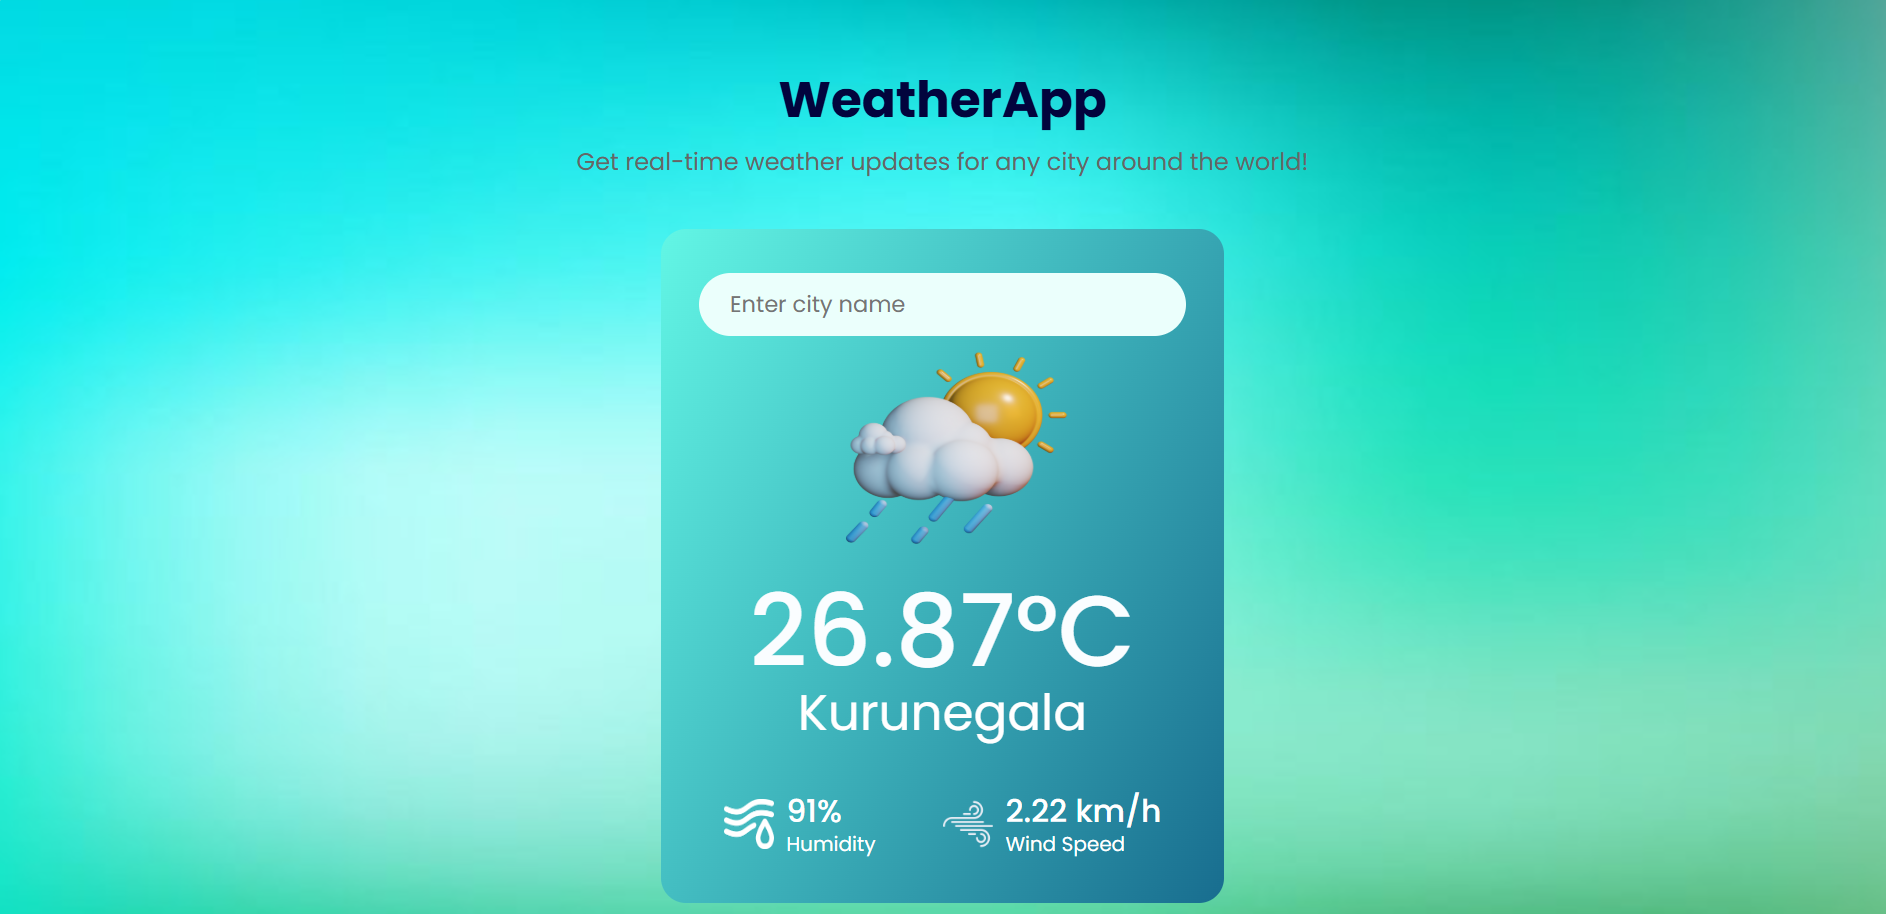 WeatherApp
Get real-time weather updates for any city around the world!
Enter city name
26.87°C
Kurunegala
91%
Humidity
2.22 km/h
Wind Speed